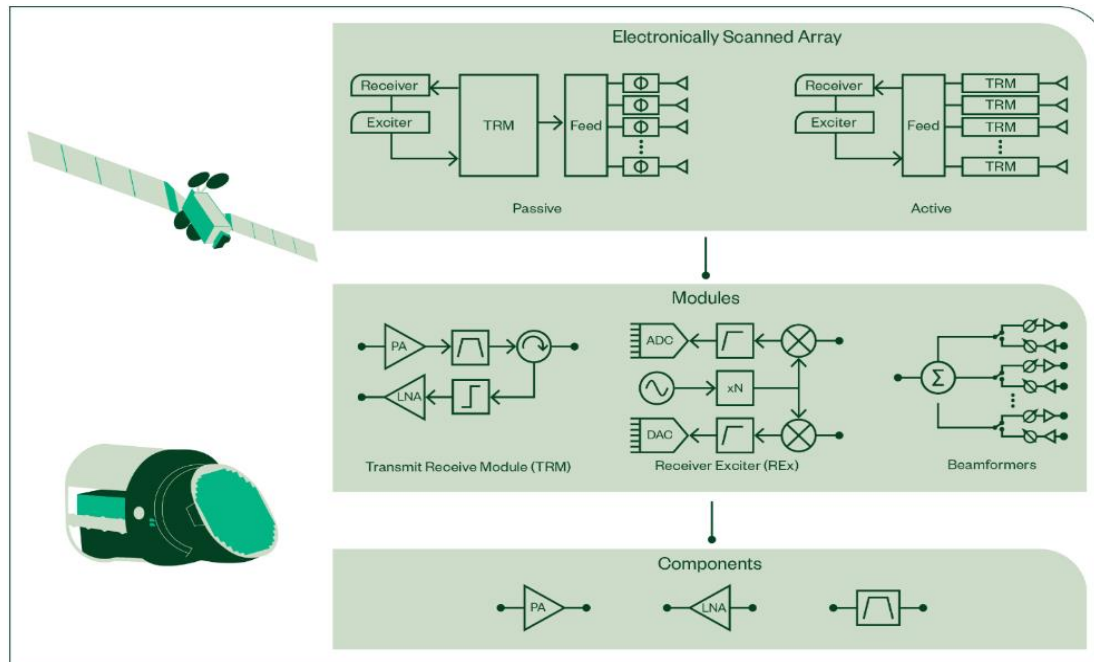 Electronically Scanned Array
Receiver
Exciter
TRM
Feed
Φ
Φ
Φ
Φ
Passive
Receiver
Exciter
Feed
TRM
TRM
TRM
TRM
Active
Modules
PA
LNA
Transmit Receive Module (TRM)
ADC
xN
DAC
Receiver Exciter (REx)
Σ
Beamformers
Components
PA
LNA